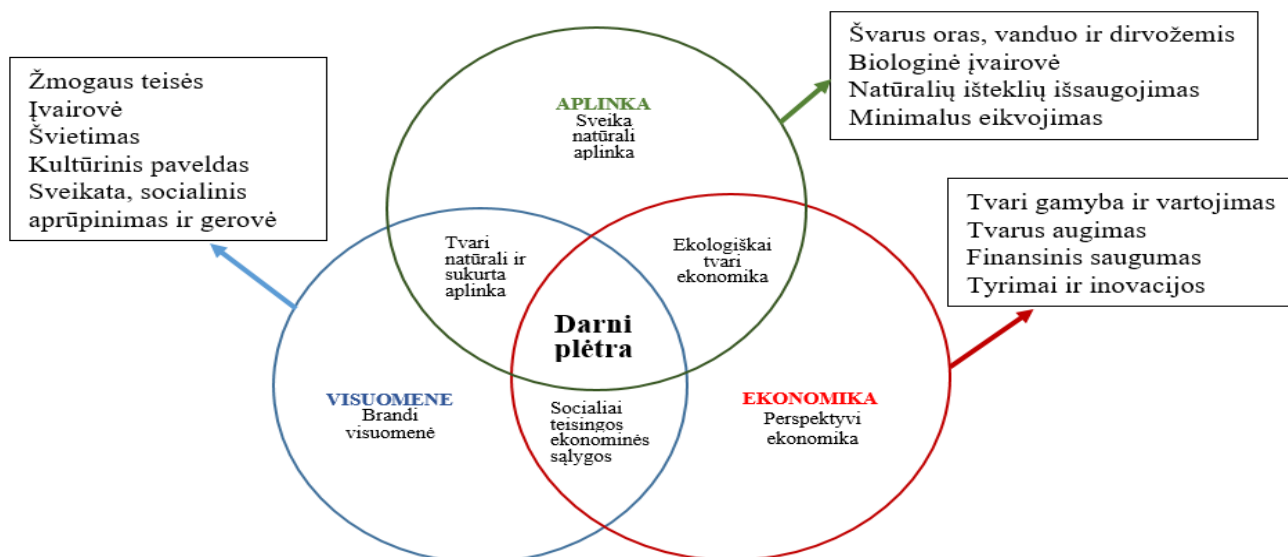 Žmogaus teisės
Įvairovė
Švietimas
Kultūrinis paveldas
Sveikata, socialinis
aprūpinimas ir gerovė
Švarus oras, vanduo ir dirvožemis
Biologinė įvairovė
Natūralių išteklių išsaugojimas
Minimalus eikvojimas
APLINKA
Sveika
natūrali
aplinka
Tvari gamyba ir vartojimas
Tvarus augimas
Finansinis saugumas
Tyrimai ir inovacijos
Tvari
natūrali ir
sukurta
aplinka
Ekologiškai
tvari
ekonomika
Darni
plėtra
VISUOMENE
Brandi
visuomenė
Socialiai
teisingos
ekonominės
sąlygos
EKONOMIKA
Perspektyvi
ekonomika